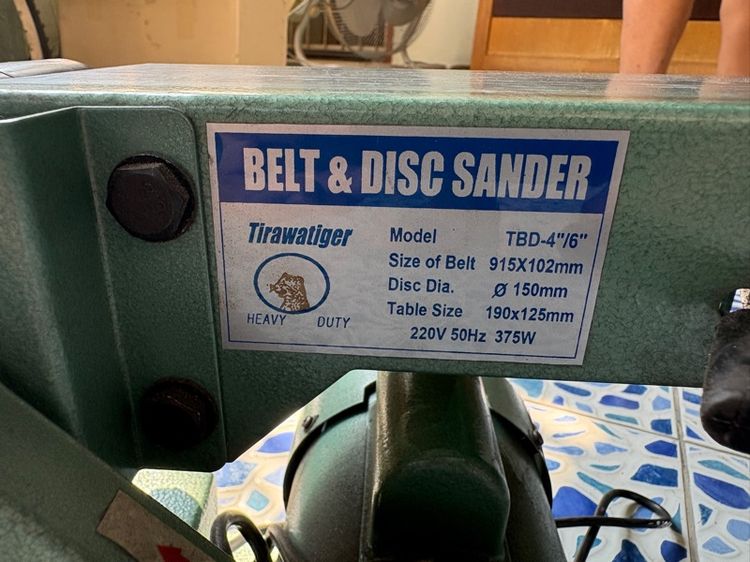 BELT & DISC SANDER
Tirawatiger
HEAVY DUTY
Model TBD-4"/6"
Size of Belt 915X102mm
Disc Dia. Ø 150mm
Table Size 190x125mm
220V 50Hz 375W